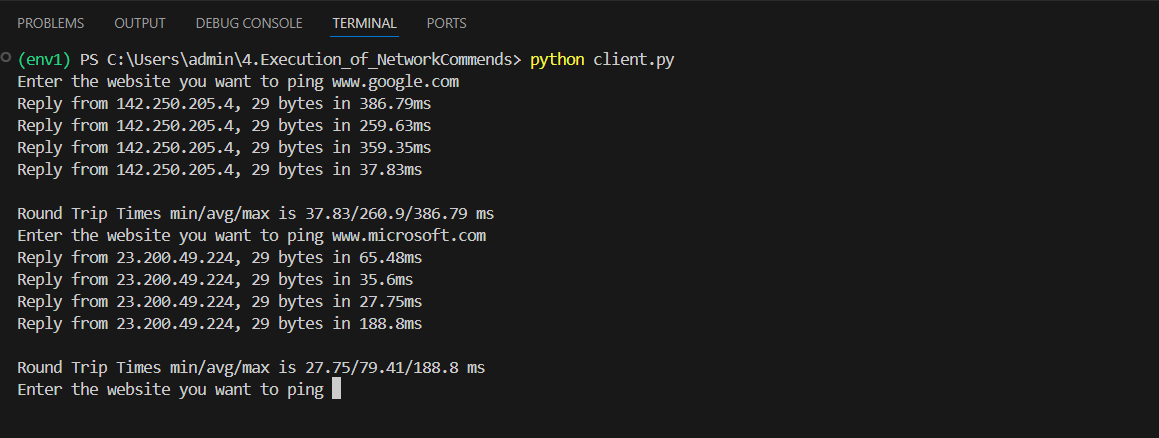 PROBLEMS OUTPUT DEBUG CONSOLE TERMINAL PORTS
(env1) PS C:\Users\admin\4.Execution_of_NetworkCommends> python client.py
Enter the website you want to ping www.google.com
Reply from 142.250.205.4, 29 bytes in 386.79ms
Reply from 142.250.205.4, 29 bytes in 259.63ms
Reply from 142.250.205.4, 29 bytes in 359.35ms
Reply from 142.250.205.4, 29 bytes in 37.83ms
Round Trip Times min/avg/max is 37.83/260.9/386.79 ms
Enter the website you want to ping www.microsoft.com
Reply from 23.200.49.224, 29 bytes in 65.48ms
Reply from 23.200.49.224, 29 bytes in 35.6ms
Reply from 23.200.49.224, 29 bytes in 27.75ms
Reply from 23.200.49.224, 29 bytes in 188.8ms
Round Trip Times min/avg/max is 27.75/79.41/188.8 ms
Enter the website you want to ping